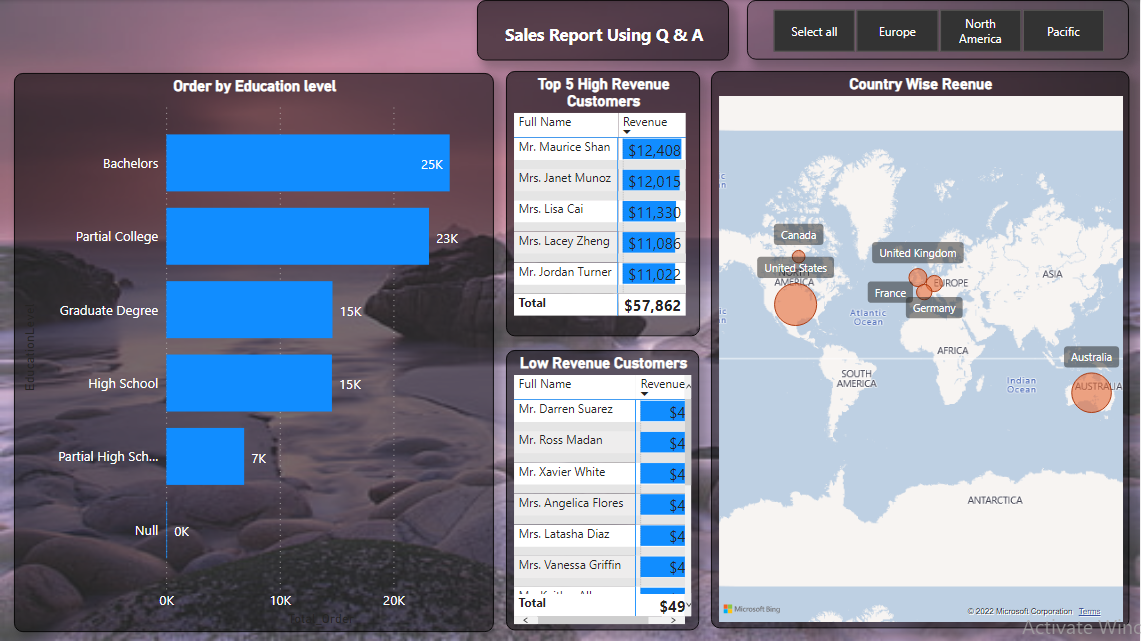 Sales Report Using Q & A
Select all
Europe
North
America
Pacific
Order by Education level
Bachelors
25K
Partial College
23K
Graduate Degree
15K
High School
15K
Partial High Sch...
7K
Null
0K
0K
10K
20K
Top 5 High Revenue
Customers
Full Name Revenue
Mr. Maurice Shan $12,408
Mrs. Janet Munoz $12,015
Mrs. Lisa Cai $11,330
Mrs. Lacey Zheng $11,086
Mr. Jordan Turner $11,022
Total $57,862
Low Revenue Customers
Full Name Revenue
Mr. Darren Suarez $4
Mr. Ross Madan $4
Mr. Xavier White $4
Mrs. Angelica Flores $4
Mrs. Latasha Diaz $4
Mrs. Vanessa Griffin $4
Total $49
Country Wise Reenue
Canada
United States
AMERICA
United Kingdom
EUROPE
France
Germany
ASIA
Atlantic
Ocean
AFRICA
SOUTH
AMERICA
Indian
Ocean
Australia
AUSTRALIA
ANTARCTICA
Microsoft Bing
© 2022 Microsoft Corporation Terms
Activate Win